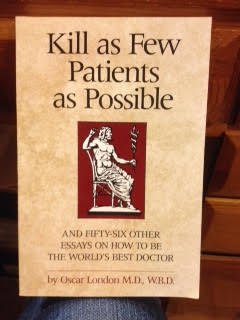 Kill as Few
Patients
as Possible
AND FIFTY-SIX OTHER
ESSAYS ON HOW TO BE
THE WORLD'S BEST DOCTOR
by Oscar London M.D., W.B.D.